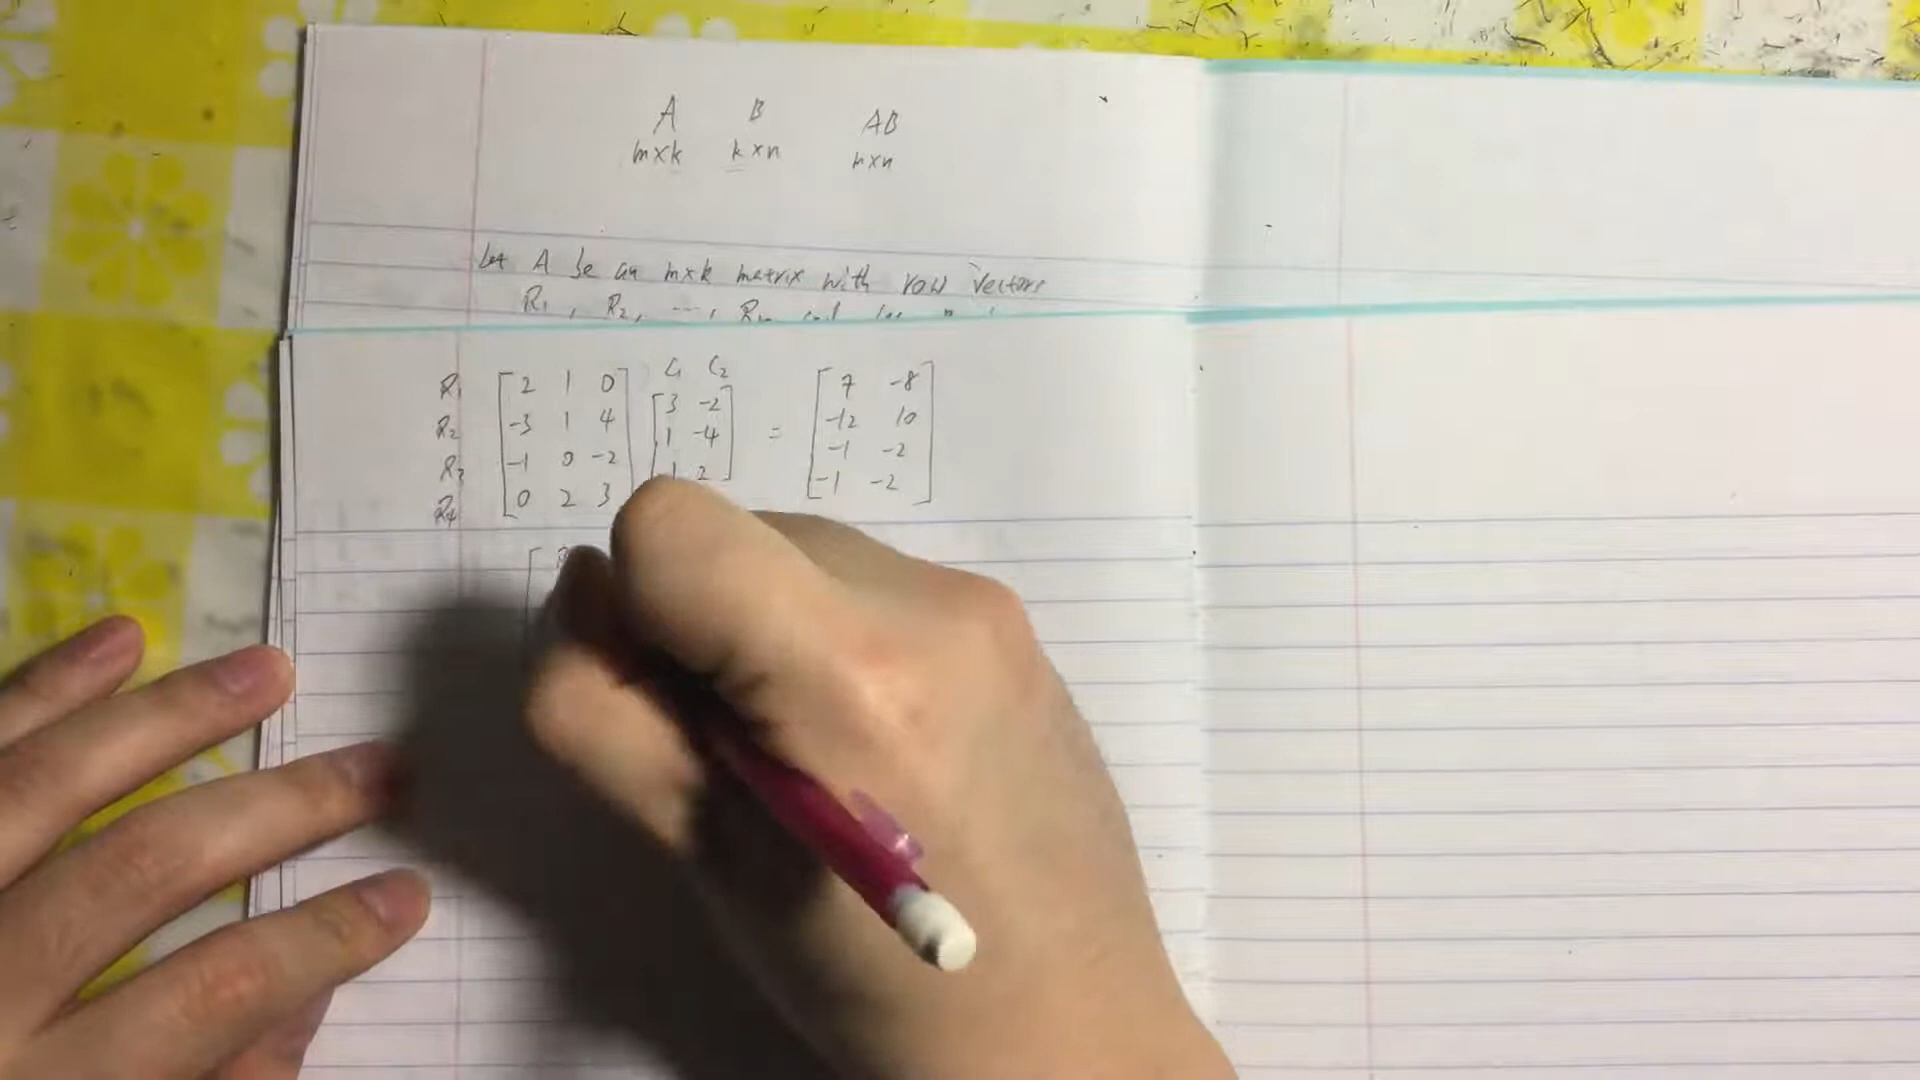 A B AB
m×k k×n m×n
Let A be an m×k matrix with row vectors
R1, R2, ..., 
C1 C2
R1 [2 1 0] [3 -2] [7 -8]
R2 [-3 1 4] [1 -4] = [-12 10]
R3 [-1 0 -2] 2 [-1 -2]
R4 [0 2 3] [-1 -2]